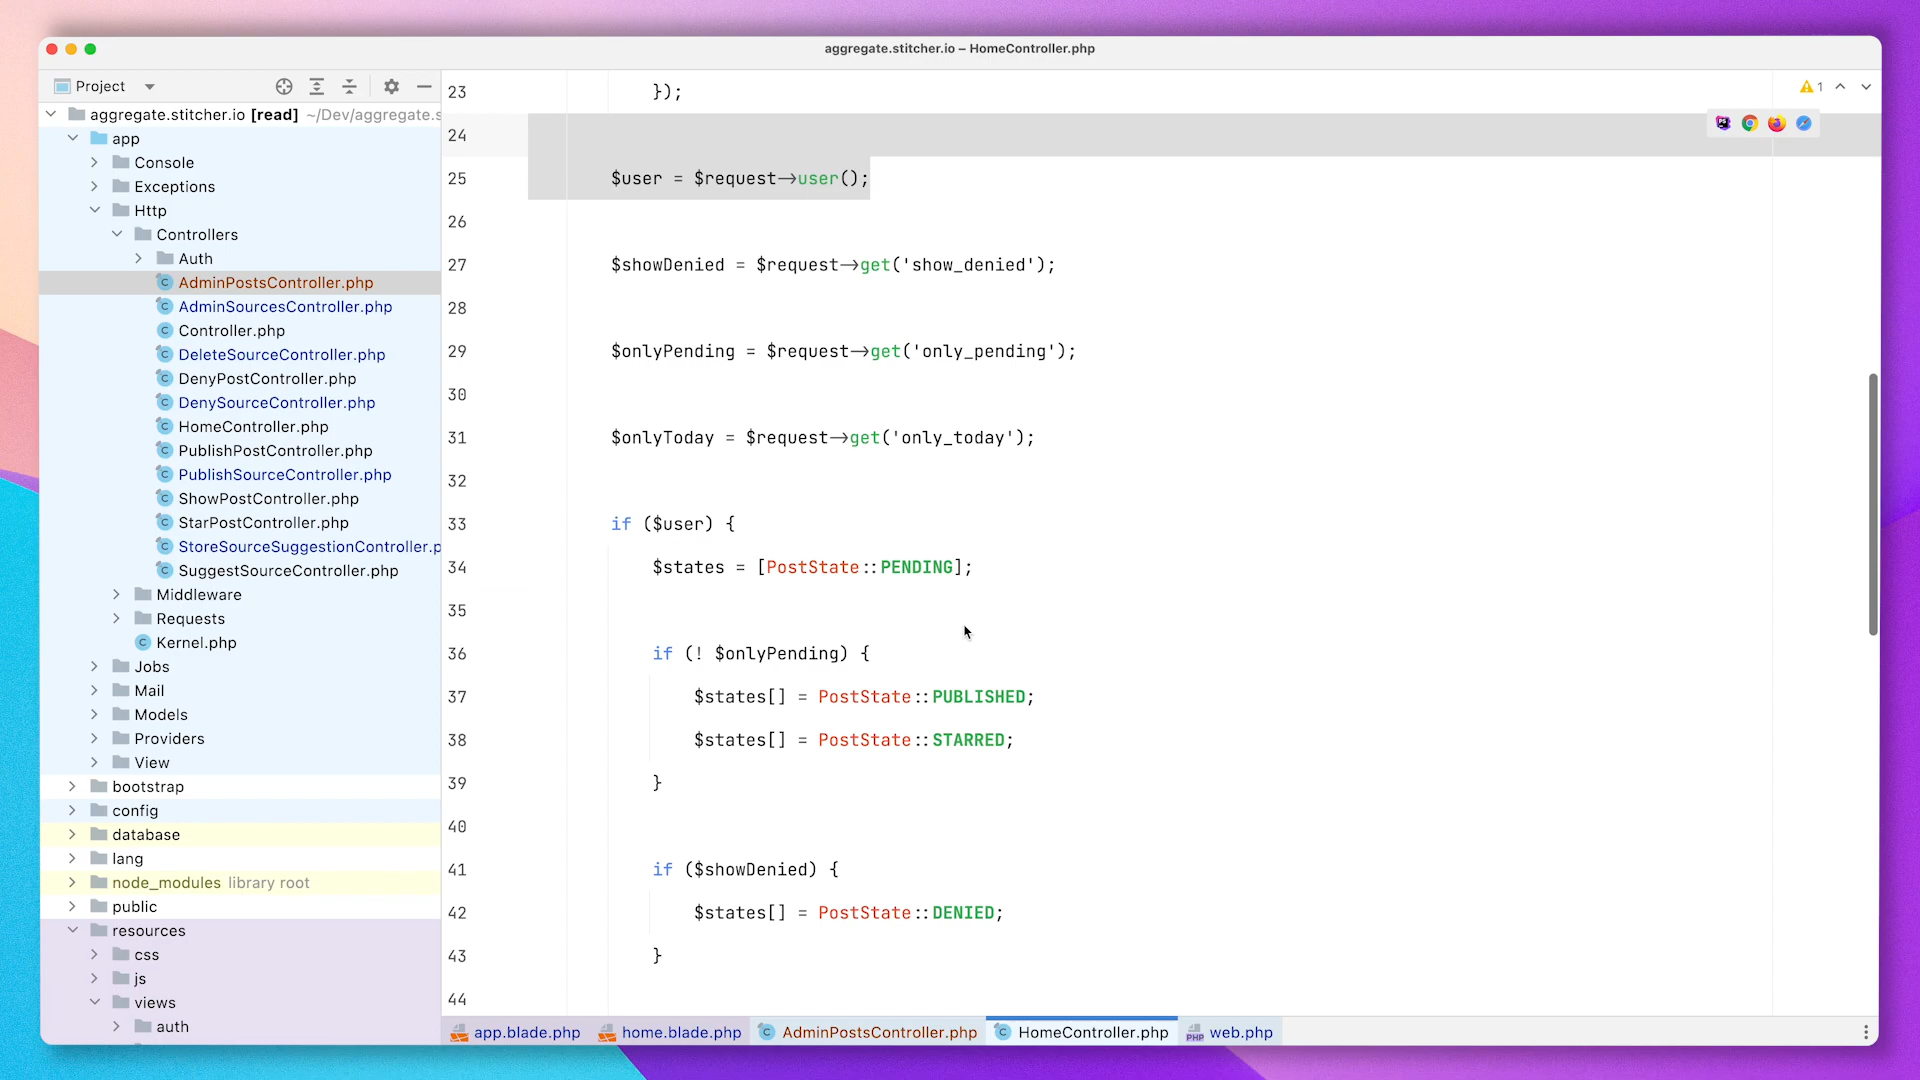 aggregate.stitcher.io – HomeController.php
Project
aggregate.stitcher.io [read] ~/Dev/aggregate.s
app
Console
Exceptions
Http
Controllers
Auth
AdminPostsController.php
AdminSourcesController.php
Controller.php
DeleteSourceController.php
DenyPostController.php
DenySourceController.php
HomeController.php
PublishPostController.php
PublishSourceController.php
ShowPostController.php
StarPostController.php
StoreSourceSuggestionController.p
SuggestSourceController.php
Middleware
Requests
Kernel.php
Jobs
Mail
Models
Providers
View
bootstrap
config
database
lang
node_modules library root
public
resources
css
js
views
auth
1
23 });
24
25 $user = $request->user();
26
27 $showDenied = $request->get('show_denied');
28
29 $onlyPending = $request->get('only_pending');
30
31 $onlyToday = $request->get('only_today');
32
33 if ($user) {
34 $states = [PostState::PENDING];
35
36 if (! $onlyPending) {
37 $states[] = PostState::PUBLISHED;
38 $states[] = PostState::STARRED;
39 }
40
41 if ($showDenied) {
42 $states[] = PostState::DENIED;
43 }
44
app.blade.php home.blade.php AdminPostsController.php HomeController.php web.php